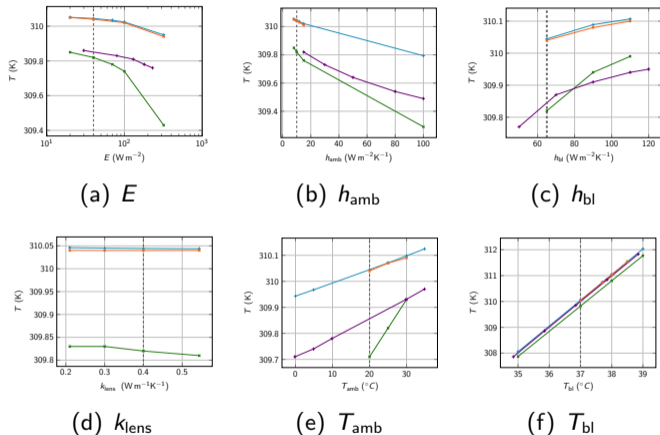 T (K)
310
309.8
309.6
309.4
10¹ 10² 10³
E (W m⁻²)
(a) E
T (K)
310
309.8
309.6
309.4
0 20 40 60 80 100
h_amb (W m⁻²K⁻¹)
(b) h_amb
T (K)
310.1
310
309.9
309.8
60 80 100 120
h_bl (W m⁻²K⁻¹)
(c) h_bl
T (K)
310.05
310
309.95
309.9
309.85
309.8
0.2 0.3 0.4 0.5
k_lens (W m⁻¹K⁻¹)
(d) k_lens
T (K)
310.1
310
309.9
309.8
309.7
0 10 20 30
T_amb (°C)
(e) T_amb
T (K)
312
311
310
309
308
35 36 37 38 39
T_bl (°C)
(f) T_bl